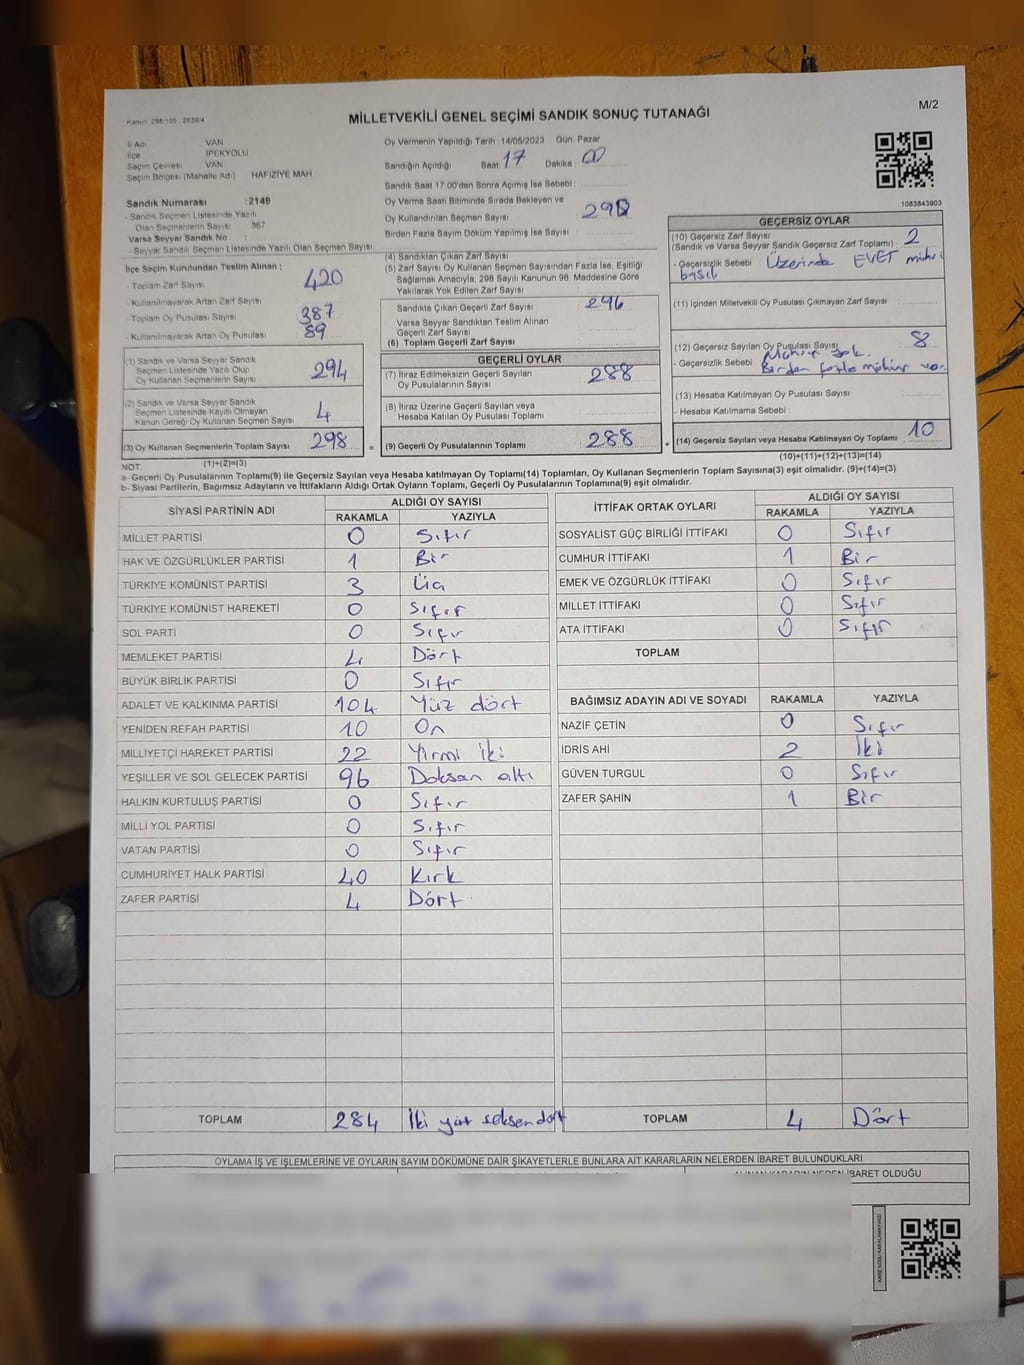 Kanun: 298/105 : 2839/4
MİLLETVEKİLİ GENEL SEÇİMİ SANDIK SONUÇ TUTANAĞI
M/2
İl Adı : VAN
İlçe : İPEKYOLU
Seçim Çevresi : VAN
Seçim Bölgesi (Mahalle Adı) : HAFIZIYE MAH
Sandık Numarası : 2149
- Sandık Seçmen Listesinde Yazılı
Olan Seçmenlerin Sayısı : 367
Varsa Seyyar Sandık No :
- Seyyar Sandık Seçmen Listesinde Yazılı Olan Seçmen Sayısı
Oy Vermenin Yapıldığı Tarih : 14/05/2023 Gün: Pazar
Sandığın Açıldığı Saat: 17 Dakika: 00
Sandık Saat 17:00'den Sonra Açılmış İse Sebebi :
Oy Verme Saati Bitiminde Sırada Bekleyen ve
Oy Kullandırılan Seçmen Sayısı : 298
Birden Fazla Sayım Döküm Yapılmış İse Sayısı :
1083843903
İlçe Seçim Kurulundan Teslim Alınan ;
- Toplam Zarf Sayısı 420
- Kullanılmayarak Artan Zarf Sayısı
- Toplam Oy Pusulası Sayısı 387
- Kullanılmayarak Artan Oy Pusulası 89
(1) Sandık ve Varsa Seyyar Sandık
Seçmen Listesinde Yazılı Olup
Oy Kullanan Seçmenlerin Sayısı 294
(2) Sandık ve Varsa Seyyar Sandık
Seçmen Listesinde Kayıtlı Olmayan
Kanun Gereği Oy Kullanan Seçmen Sayısı 4
(3) Oy Kullanan Seçmenlerin Toplam Sayısı 298 =
(1)+(2)=(3)
(4) Sandıktan Çıkan Zarf Sayısı
(5) Zarf Sayısı Oy Kullanan Seçmen Sayısından Fazla İse, Eşitliği
Sağlamak Amacıyla, 298 Sayılı Kanunun 98. Maddesine Göre
Yakılarak Yok Edilen Zarf Sayısı
Sandıkta Çıkan Geçerli Zarf Sayısı 296
Varsa Seyyar Sandıktan Teslim Alınan
Geçerli Zarf Sayısı
(6) Toplam Geçerli Zarf Sayısı
GEÇERLİ OYLAR
(7) İtiraz Edilmeksizin Geçerli Sayılan
Oy Pusulalarının Sayısı 288
(8) İtiraz Üzerine Geçerli Sayılan veya
Hesaba Katılan Oy Pusulası Toplamı
(9) Geçerli Oy Pusulalarının Toplamı 288 +
GEÇERSİZ OYLAR
(10) Geçersiz Zarf Sayısı 2
(Sandık ve Varsa Seyyar Sandık Geçersiz Zarf Toplamı)
- Geçersizlik Sebebi Üzerinde EVET mührü
basılı
(11) İçinden Milletvekili Oy Pusulası Çıkmayan Zarf Sayısı
(12) Geçersiz Sayılan Oy Pusulası Sayısı 8
- Geçersizlik Sebebi Mühür yok.
Birden fazla mühür var.
(13) Hesaba Katılmayan Oy Pusulası Sayısı
- Hesaba Katılmama Sebebi
(14) Geçersiz Sayılan veya Hesaba Katılmayan Oy Toplamı 10
(10)+(11)+(12)+(13)=(14)
NOT:
a- Geçerli Oy Pusulalarının Toplamı(9) ile Geçersiz Sayılan veya Hesaba katılmayan Oy Toplamı(14) Toplamları, Oy Kullanan Seçmenlerin Toplam Sayısına(3) eşit olmalıdır. (9)+(14)=(3)
b- Siyasi Partilerin, Bağımsız Adayların ve İttifakların Aldığı Ortak Oyların Toplamı, Geçerli Oy Pusulalarının Toplamına(9) eşit olmalıdır.
SİYASİ PARTİNİN ADI ALDIĞI OY SAYISI
RAKAMLA YAZIYLA
MİLLET PARTİSİ 0 Sıfır
HAK VE ÖZGÜRLÜKLER PARTİSİ 1 Bir
TÜRKİYE KOMÜNİST PARTİSİ 3 Üç
TÜRKİYE KOMÜNİST HAREKETİ 0 Sıfır
SOL PARTİ 0 Sıfır
MEMLEKET PARTİSİ 4 Dört
BÜYÜK BİRLİK PARTİSİ 0 Sıfır
ADALET VE KALKINMA PARTİSİ 104 Yüz dört
YENİDEN REFAH PARTİSİ 10 On
MİLLİYETÇİ HAREKET PARTİSİ 22 Yirmi iki
YEŞİLLER VE SOL GELECEK PARTİSİ 96 Doksan altı
HALKIN KURTULUŞ PARTİSİ 0 Sıfır
MİLLİ YOL PARTİSİ 0 Sıfır
VATAN PARTİSİ 0 Sıfır
CUMHURİYET HALK PARTİSİ 40 Kırk
ZAFER PARTİSİ 4 Dört
TOPLAM 284 İki yüz seksendört
İTTİFAK ORTAK OYLARI ALDIĞI OY SAYISI
RAKAMLA YAZIYLA
SOSYALİST GÜÇ BİRLİĞİ İTTİFAKI 0 Sıfır
CUMHUR İTTİFAKI 1 Bir
EMEK VE ÖZGÜRLÜK İTTİFAKI 0 Sıfır
MİLLET İTTİFAKI 0 Sıfır
ATA İTTİFAKI 0 Sıfır
TOPLAM
BAĞIMSIZ ADAYIN ADI VE SOYADI RAKAMLA YAZIYLA
NAZİF ÇETİN 0 Sıfır
İDRİS AHİ 2 İki
GÜVEN TURGUL 0 Sıfır
ZAFER ŞAHİN 1 Bir
TOPLAM 4 Dört
OYLAMA İŞ VE İŞLEMLERİNE VE OYLARIN SAYIM DÖKÜMÜNE DAİR ŞİKAYETLERLE BUNLARA AİT KARARLARIN NELERDEN İBARET BULUNDUKLARI
ALINAN KARARIN NEDEN İBARET OLDUĞU
KARE KODU KARALAMAYINIZ!